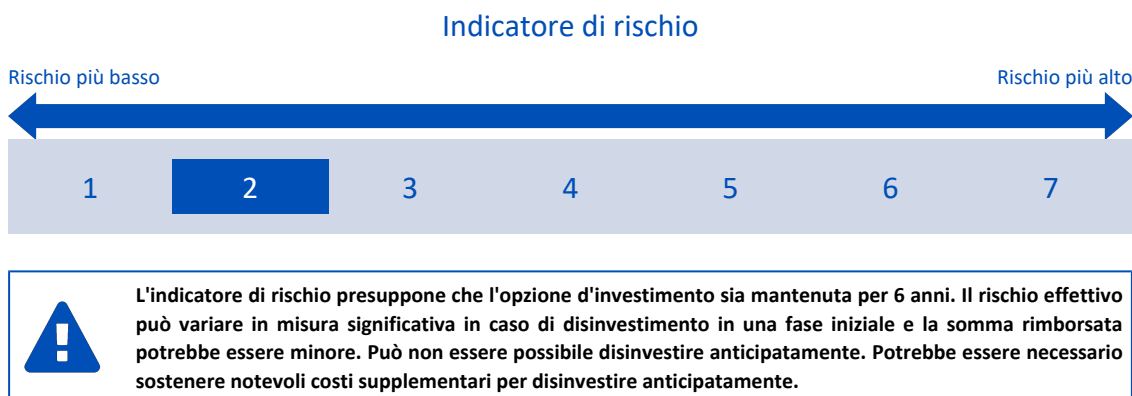 Indicatore di rischio
Rischio più basso
Rischio più alto
1 2 3 4 5 6 7
L'indicatore di rischio presuppone che l'opzione d'investimento sia mantenuta per 6 anni. Il rischio effettivo
può variare in misura significativa in caso di disinvestimento in una fase iniziale e la somma rimborsata
potrebbe essere minore. Può non essere possibile disinvestire anticipatamente. Potrebbe essere necessario
sostenere notevoli costi supplementari per disinvestire anticipatamente.